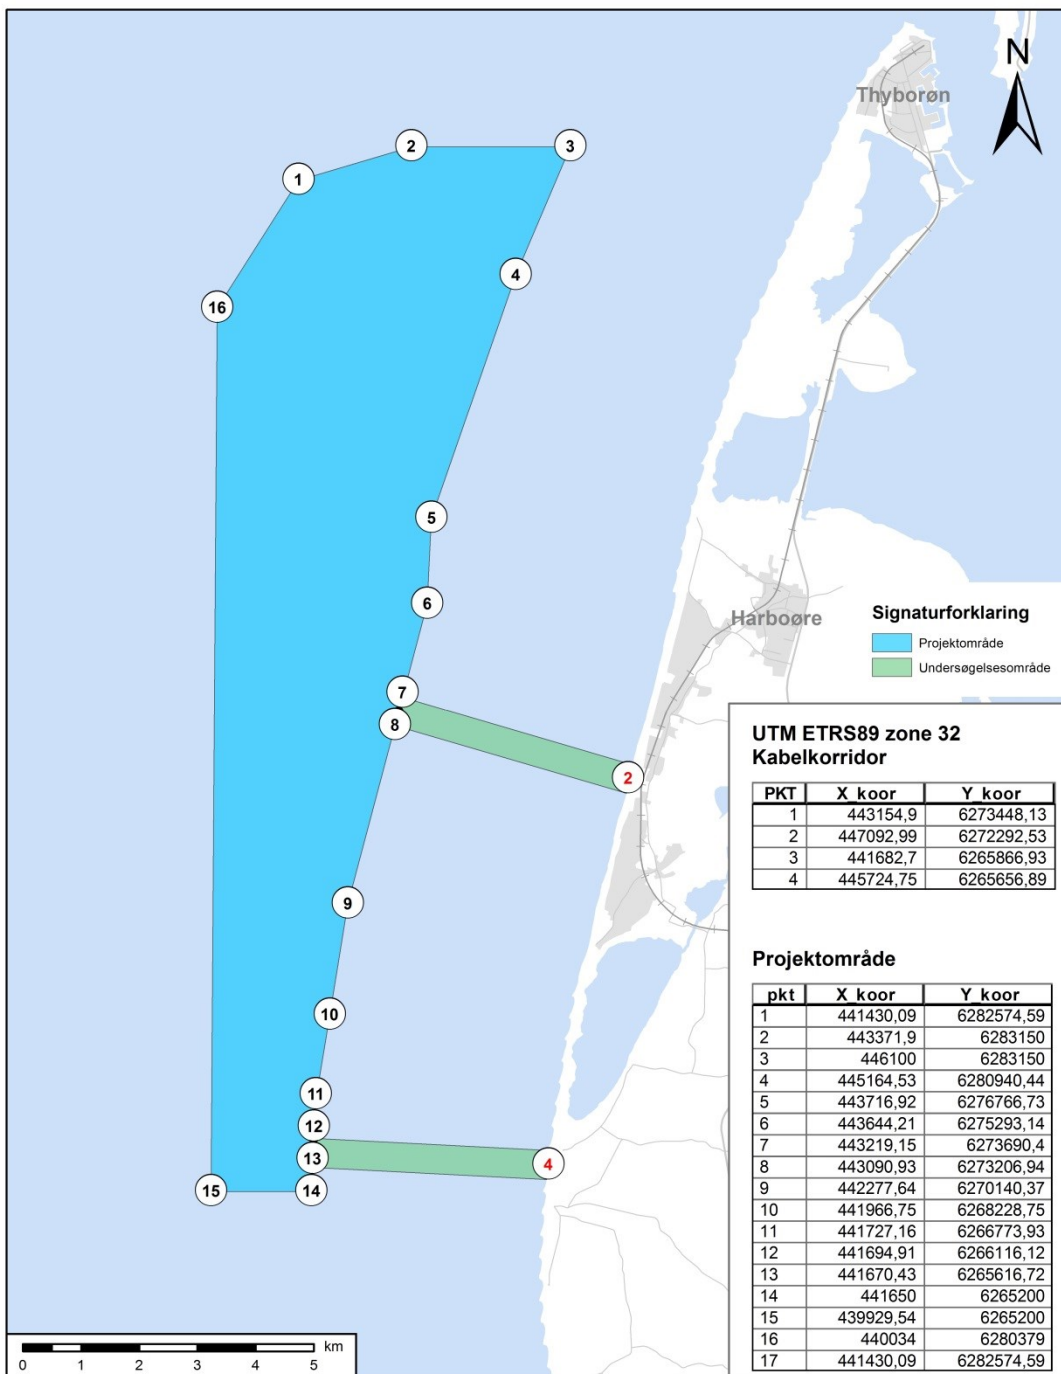 N
Thyborøn
2
3
1
4
16
5
6
Harboøre
7
8
2
9
10
11
12
13
4
15
14
Signaturforklaring
Projektområde
Undersøgelsesområde
UTM ETRS89 zone 32
Kabelkorridor
PKT X_koor Y_koor
1 443154,9 6273448,13
2 447092,99 6272292,53
3 441682,7 6265866,93
4 445724,75 6265656,89
Projektområde
pkt X_koor Y_koor
1 441430,09 6282574,59
2 443371,9 6283150
3 446100 6283150
4 445164,53 6280940,44
5 443716,92 6276766,73
6 443644,21 6275293,14
7 443219,15 6273690,4
8 443090,93 6273206,94
9 442277,64 6270140,37
10 441966,75 6268228,75
11 441727,16 6266773,93
12 441694,91 6266116,12
13 441670,43 6265616,72
14 441650 6265200
15 439929,54 6265200
16 440034 6280379
17 441430,09 6282574,59
km
0 1 2 3 4 5